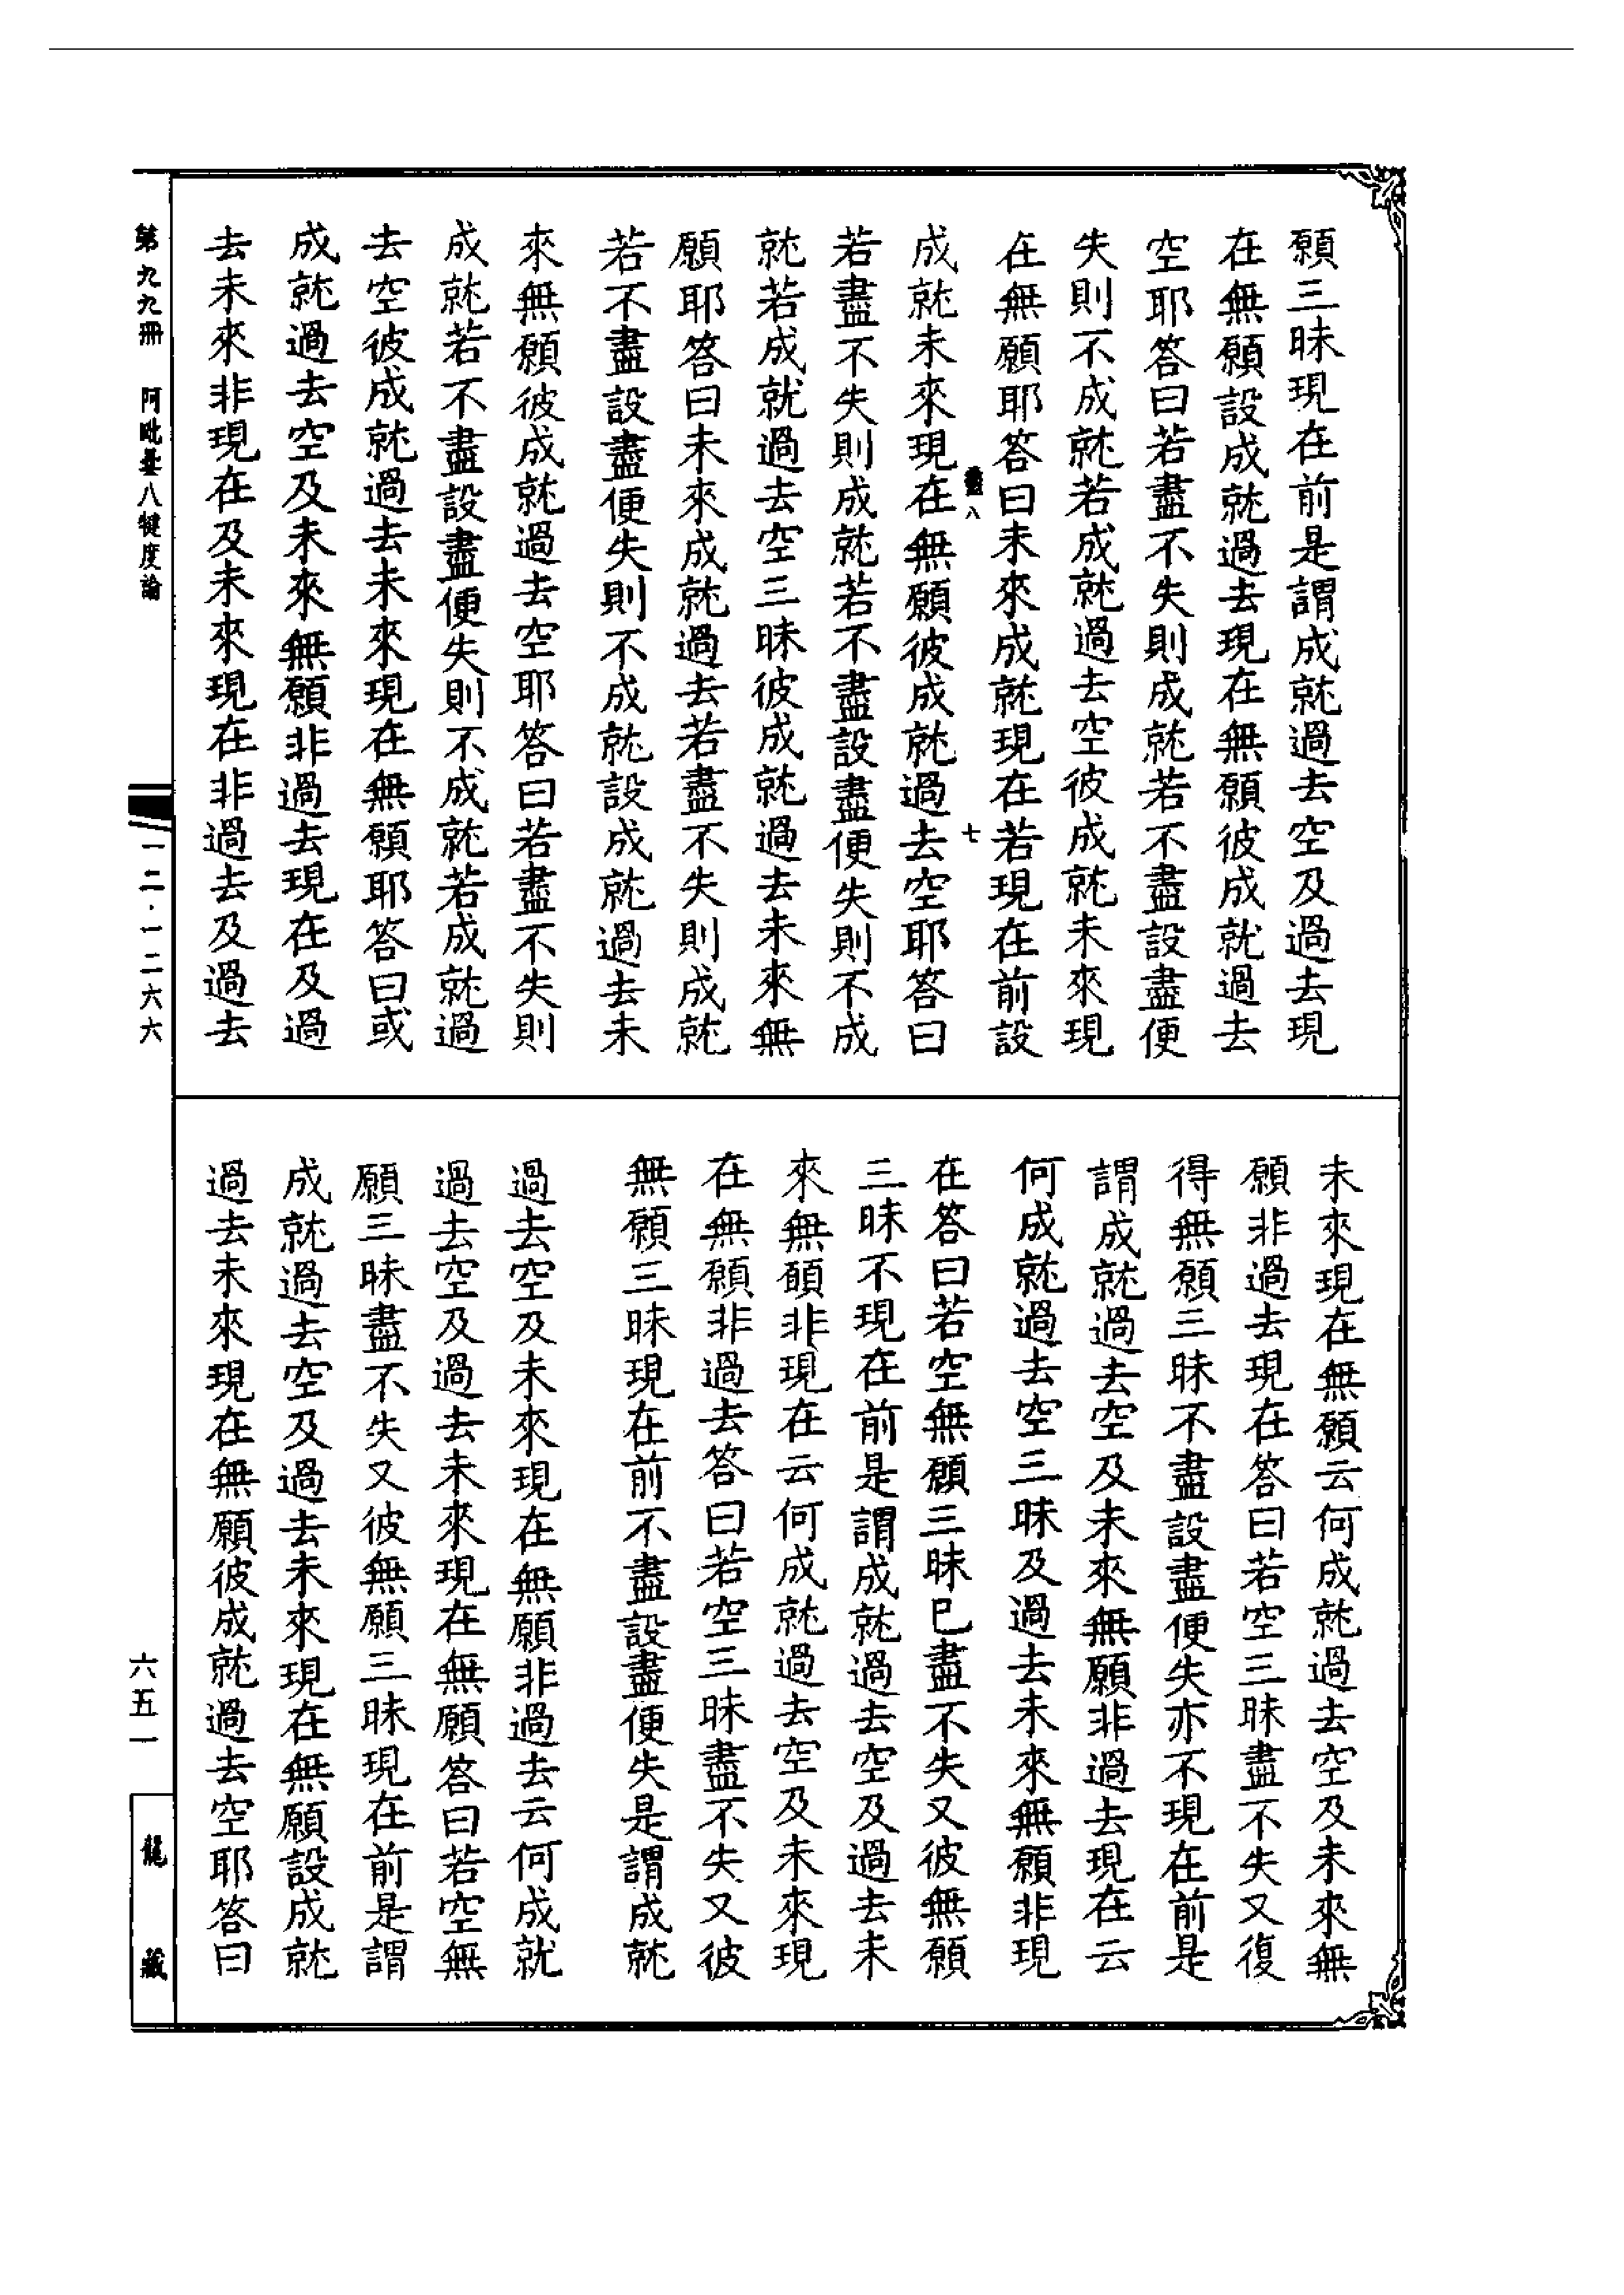 願三昧現在前是謂成就過去空及過去現
在無願設成就過去現在無願彼成就過去
空耶答曰若盡不失則成就若不盡設盡便
失則不成就若成就過去空彼成就未來現
在無願耶答曰未來成就現在若現在前設
八 七
成就未來現在無願彼成就過去空耶答曰
若盡不失則成就若不盡設盡便失則不成
就若成就過去空三昧彼成就過去未來無
願耶答曰未來成就過去若盡不失則成就
若不盡設盡便失則不成就設成就過去未
來無願彼成就過去空耶答曰若盡不失則
成就若不盡設盡便失則不成就若成就過
去空彼成就過去未來現在無願耶答曰或
成就過去空及未來無願非過去現在及過
去未來非現在及未來現在非過去及過去
未來現在無願云何成就過去空及未來無
願非過去現在答曰若空三昧盡不失又復
得無願三昧不盡設盡便失亦不現在前是
謂成就過去空及未來無願非過去現在云
何成就過去空三昧及過去未來無願非現
在答曰若空無願三昧已盡不失又彼無願
三昧不現在前是謂成就過去空及過去未
來無願非現在云何成就過去空及未來現
在無願非過去答曰若空三昧盡不失又彼
無願三昧現在前不盡設盡便失是謂成就
過去空及未來現在無願非過去云何成就
過去空及過去未來現在無願答曰若空無
願三昧盡不失又彼無願三昧現在前是謂
成就過去空及過去未來現在無願設成就
過去未來現在無願彼成就過去空耶答曰
第九九冊 阿毗曇八犍度論
一二·一二六六
六五一
龍藏